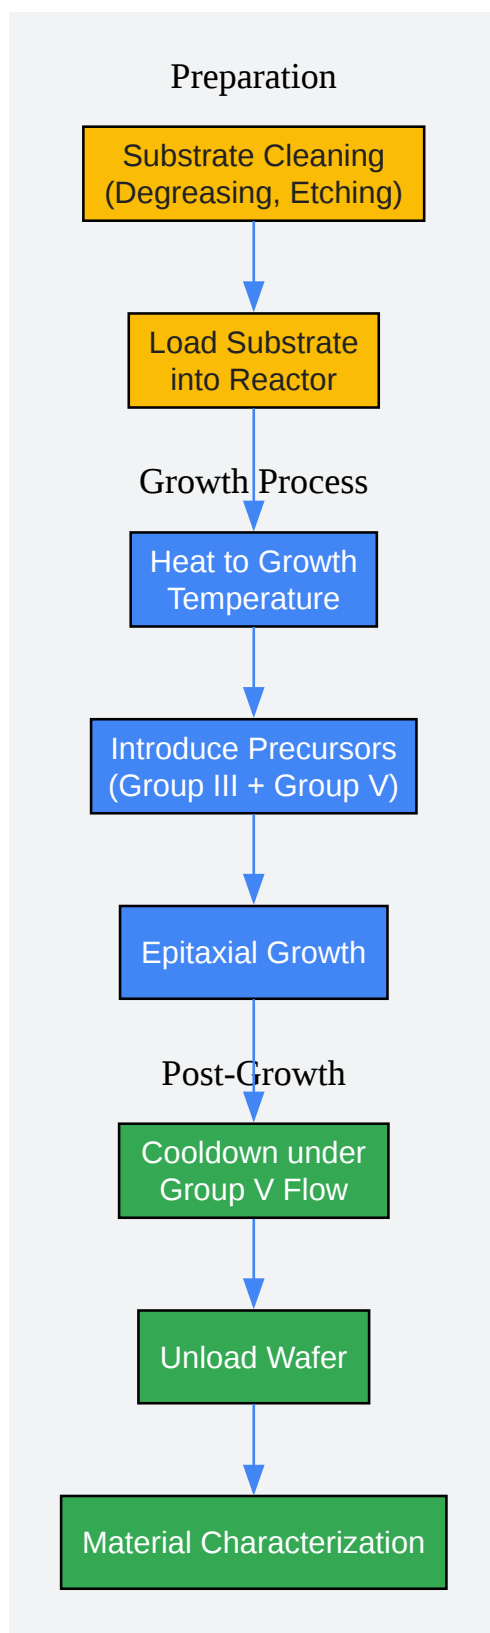 Preparation
Substrate Cleaning
(Degreasing, Etching)
Load Substrate
into Reactor
Growth Process
Heat to Growth
Temperature
Introduce Precursors
(Group III + Group V)
Epitaxial Growth
Post-Growth
Cooldown under
Group V Flow
Unload Wafer
Material Characterization